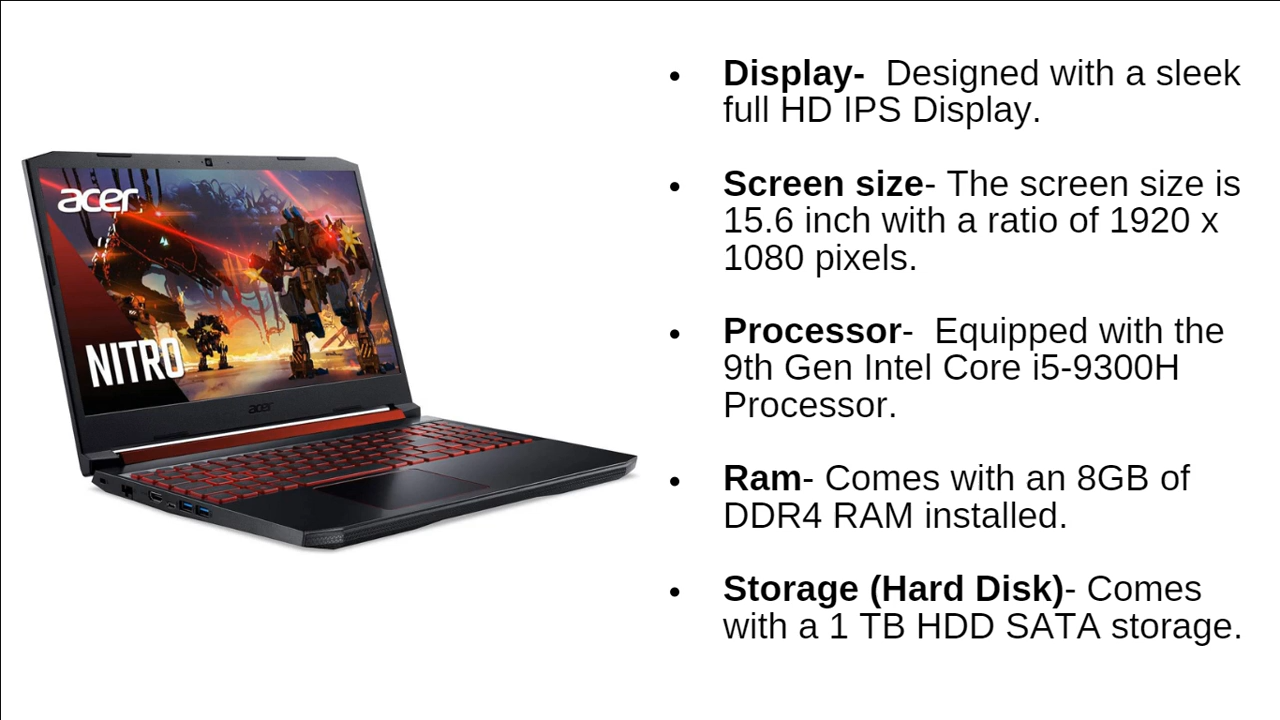 acer
NITRO
acer
• Display-  Designed with a sleek
full HD IPS Display.
• Screen size- The screen size is
15.6 inch with a ratio of 1920 x
1080 pixels.
• Processor-  Equipped with the
9th Gen Intel Core i5-9300H
Processor.
• Ram- Comes with an 8GB of
DDR4 RAM installed.
• Storage (Hard Disk)- Comes
with a 1 TB HDD SATA storage.